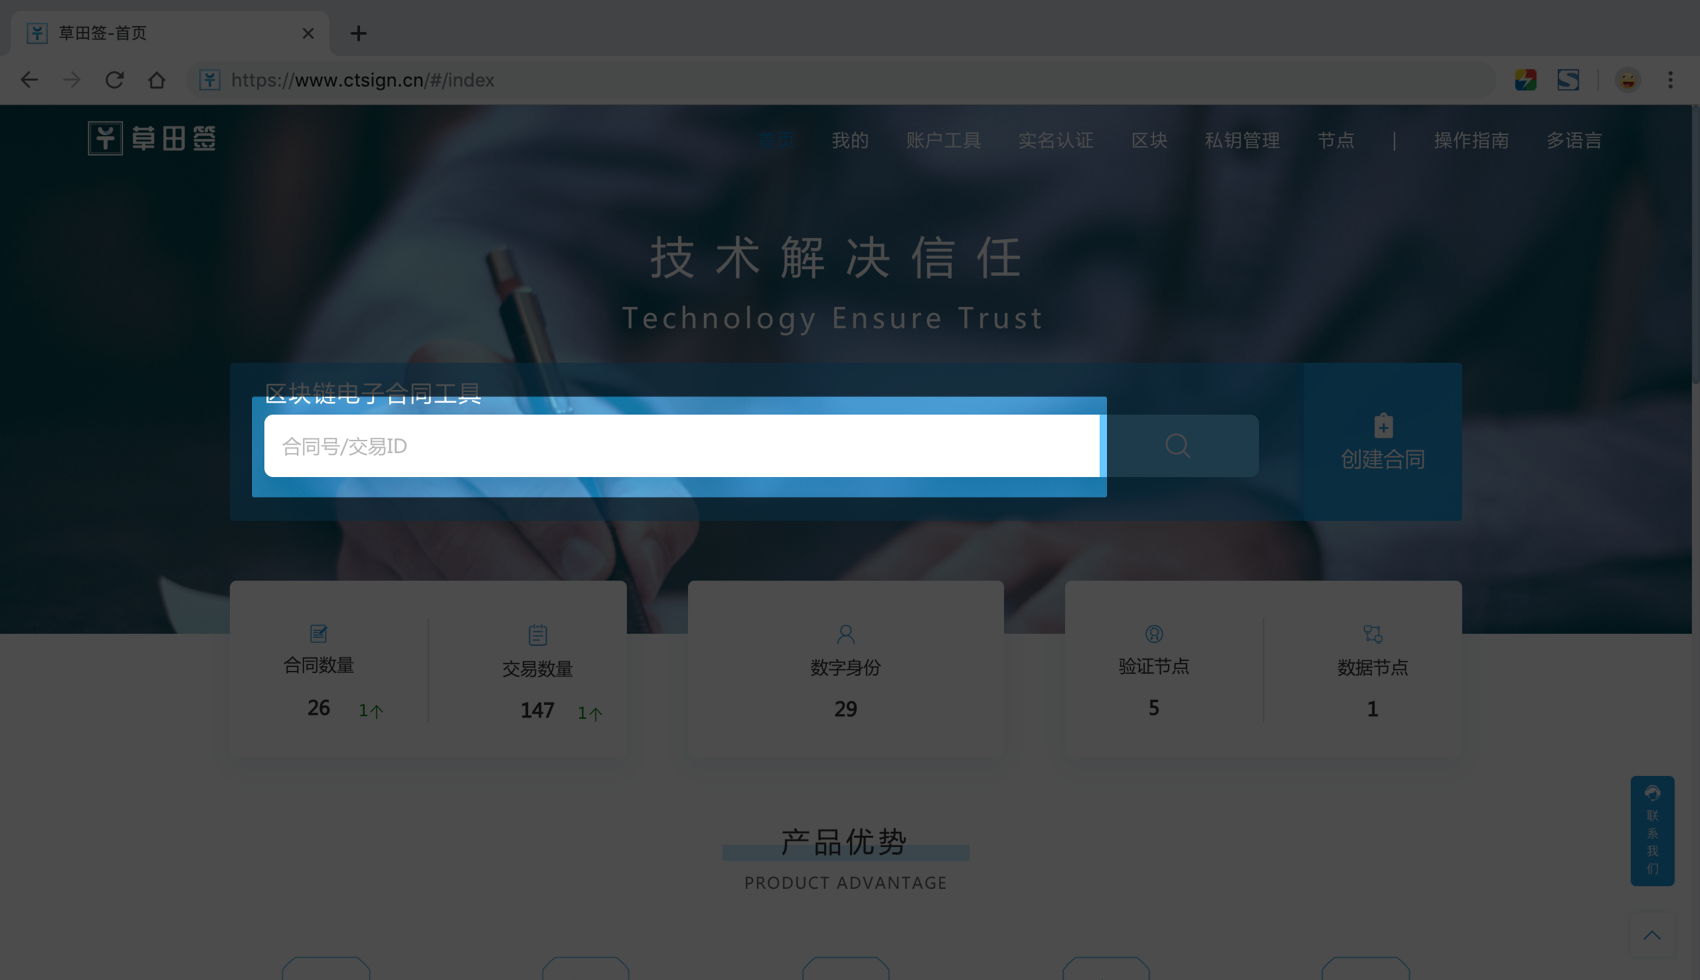 草田签-首页
https://www.ctsign.cn/#/index
草田签
首页 我的 账户工具 实名认证 区块 私钥管理 节点 | 操作指南 多语言
技术解决信任
Technology Ensure Trust
区块链电子合同工具
合同号/交易ID
创建合同
合同数量
26 1个
交易数量
147 1个
数字身份
29
验证节点
5
数据节点
1
产品优势
PRODUCT ADVANTAGE
联系我们